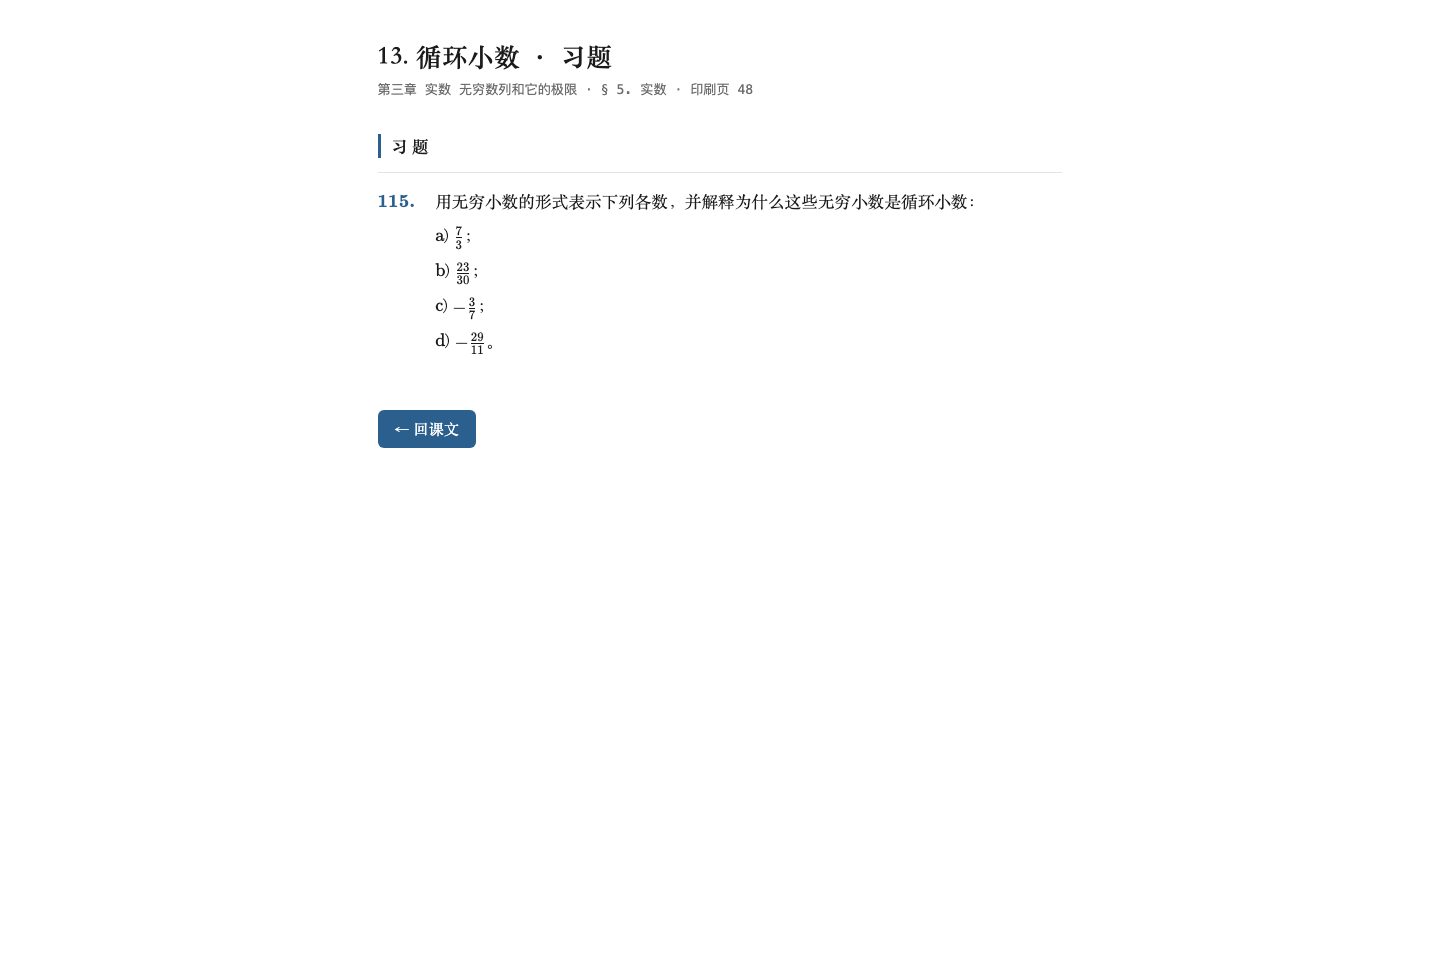 13. 循环小数 · 习题
第三章 实数 无穷数列和它的极限 · § 5. 实数 · 印刷页 48
习题
115. 用无穷小数的形式表示下列各数，并解释为什么这些无穷小数是循环小数：
a) 7/3；
b) 23/30；
c) −3/7；
d) −29/11。
← 回课文